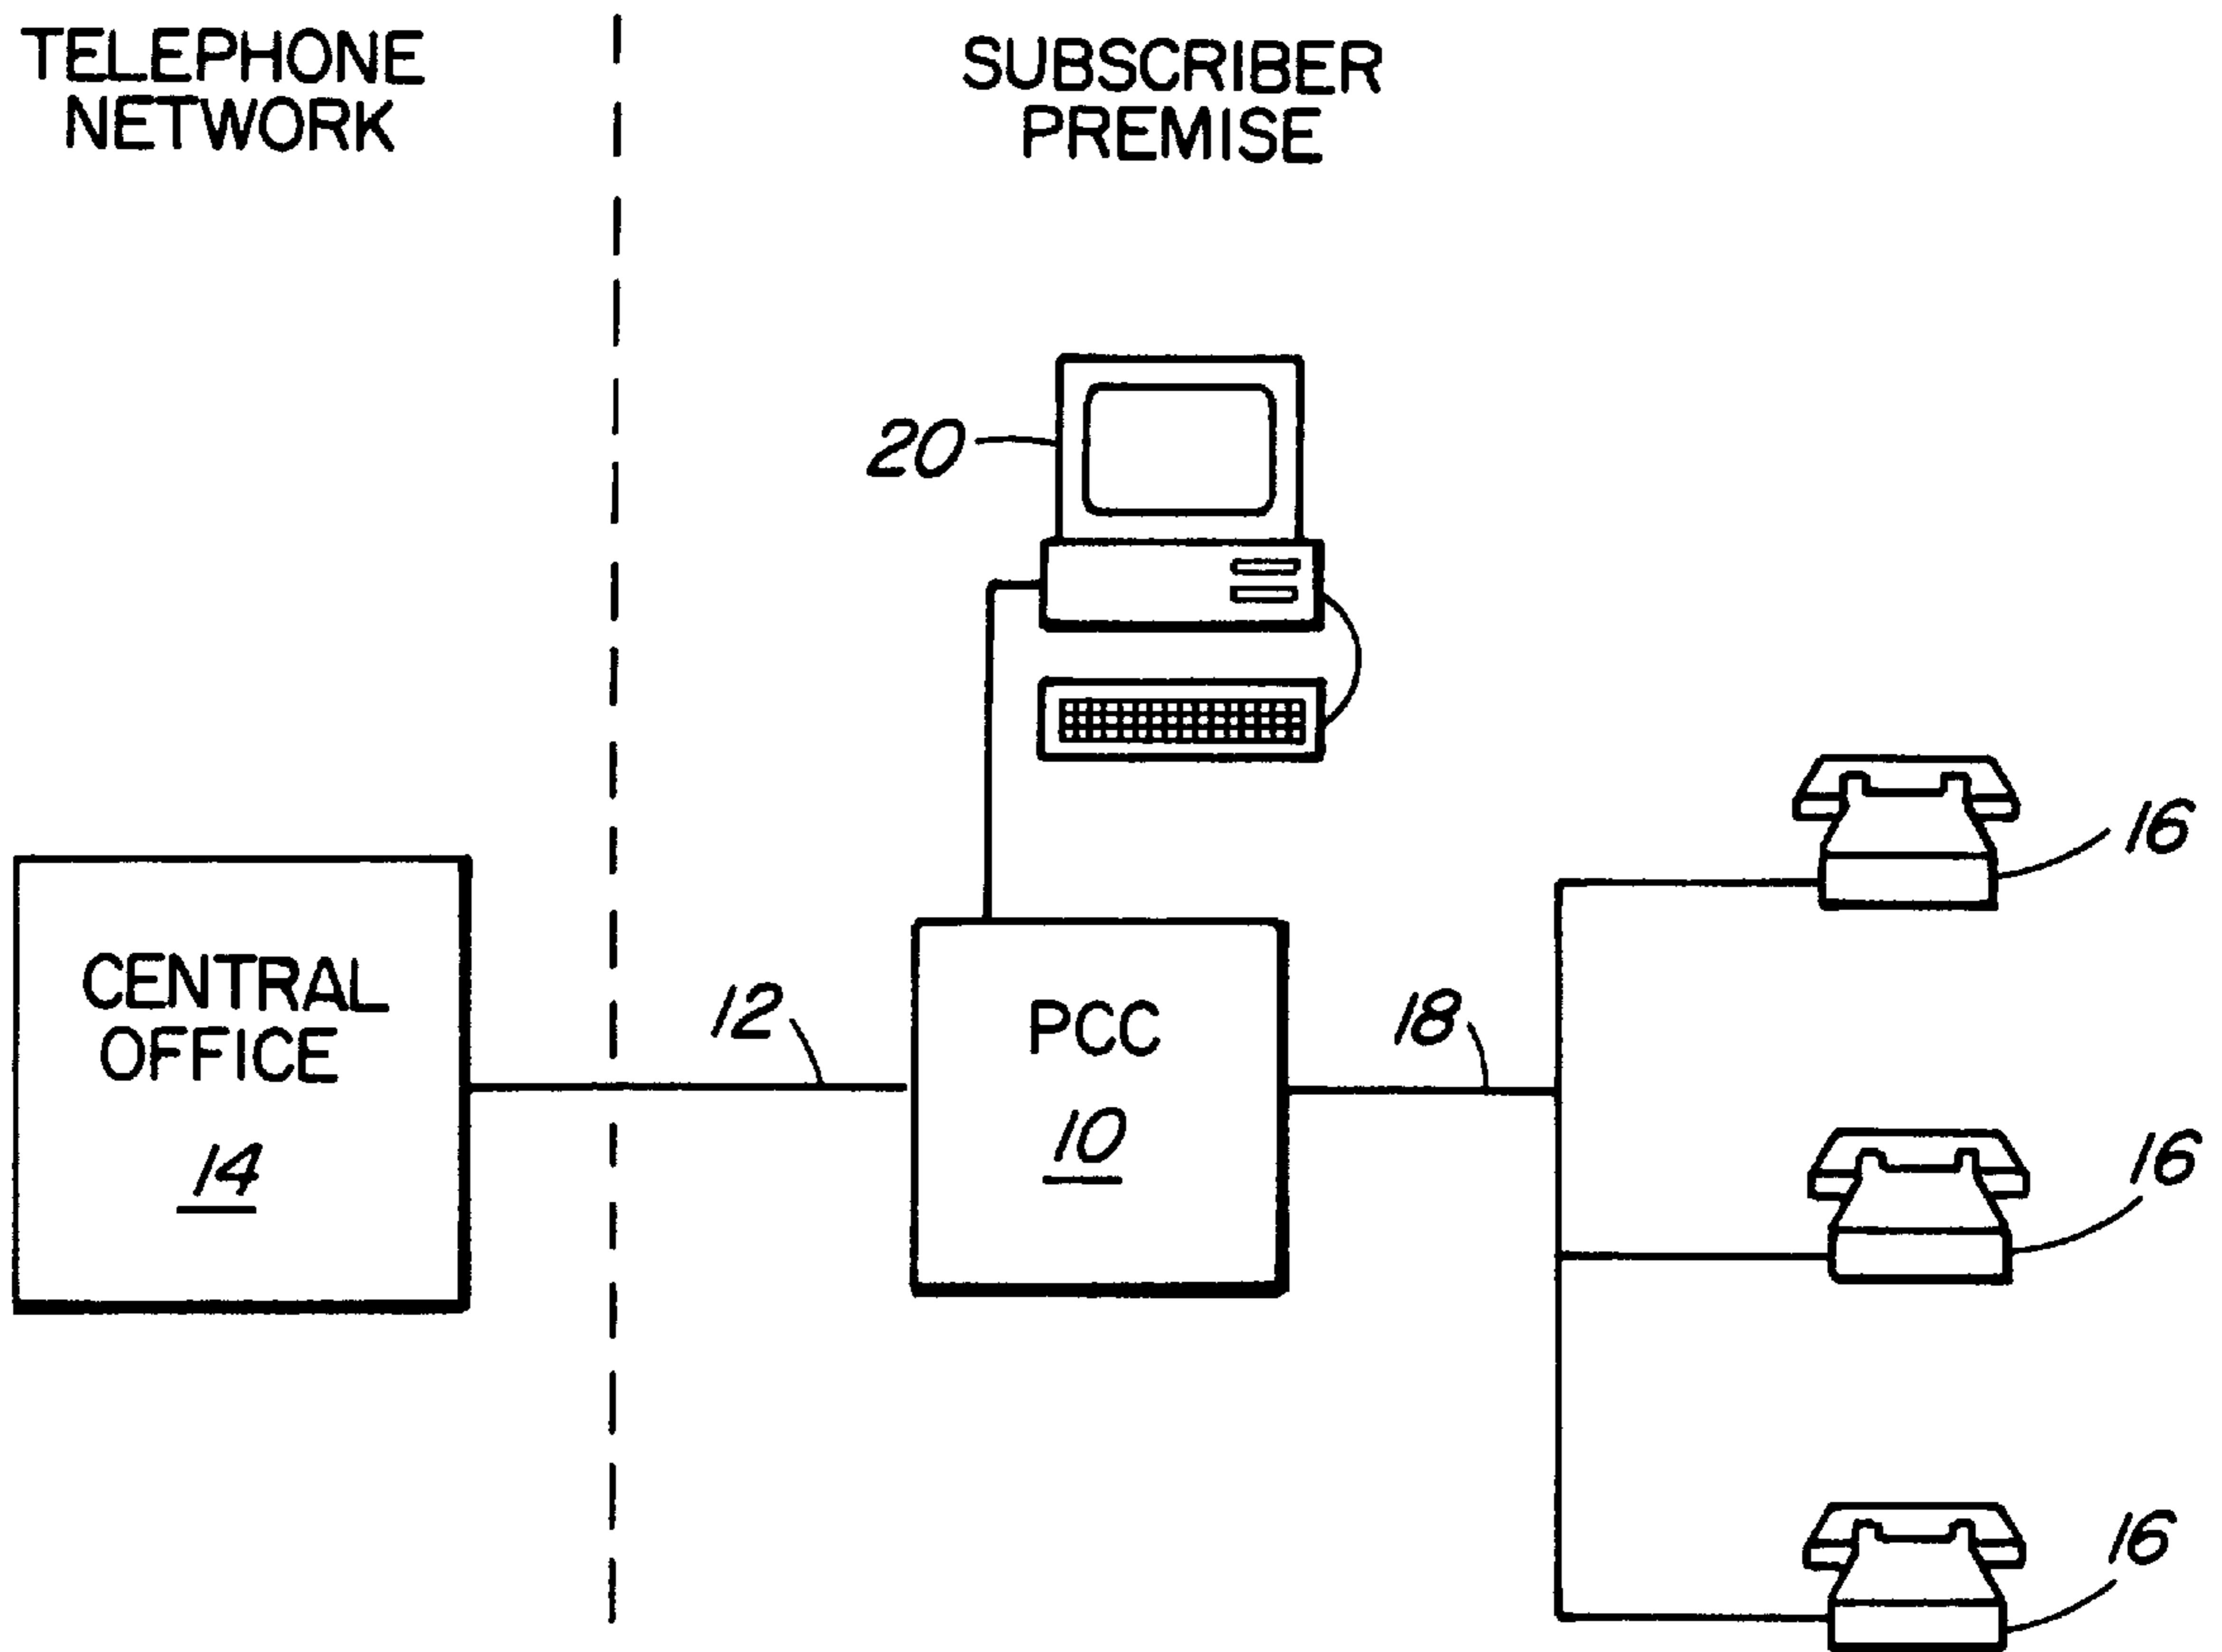 TELEPHONE
NETWORK
SUBSCRIBER
PREMISE
20
16
CENTRAL
OFFICE
14
12
PCC
10
18
16
16